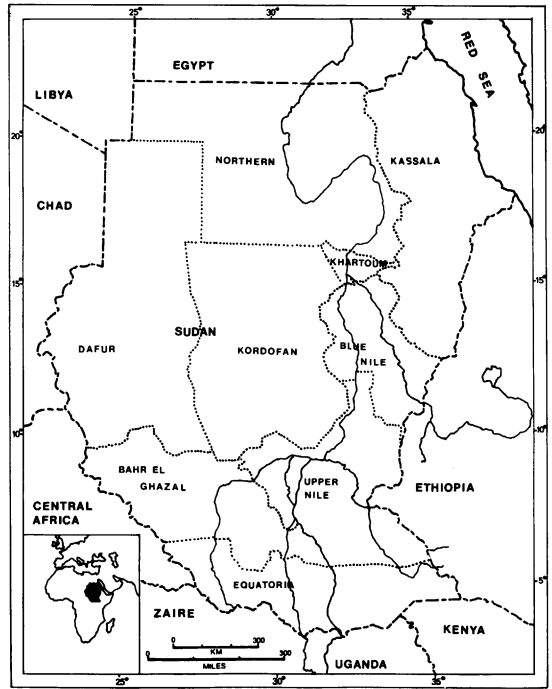 25°
30°
35°
RED SEA
EGYPT
LIBYA
20°
20°
NORTHERN
KASSALA
CHAD
KHARTOUM
15°
15°
SUDAN
DAFUR
KORDOFAN
BLUE
NILE
10°
10°
BAHR EL
GHAZAL
UPPER
NILE
ETHIOPIA
CENTRAL
AFRICA
EQUATORIA
5°
ZAIRE
KENYA
0
300
KM
0
300
MILES
UGANDA
25°
30°
35°